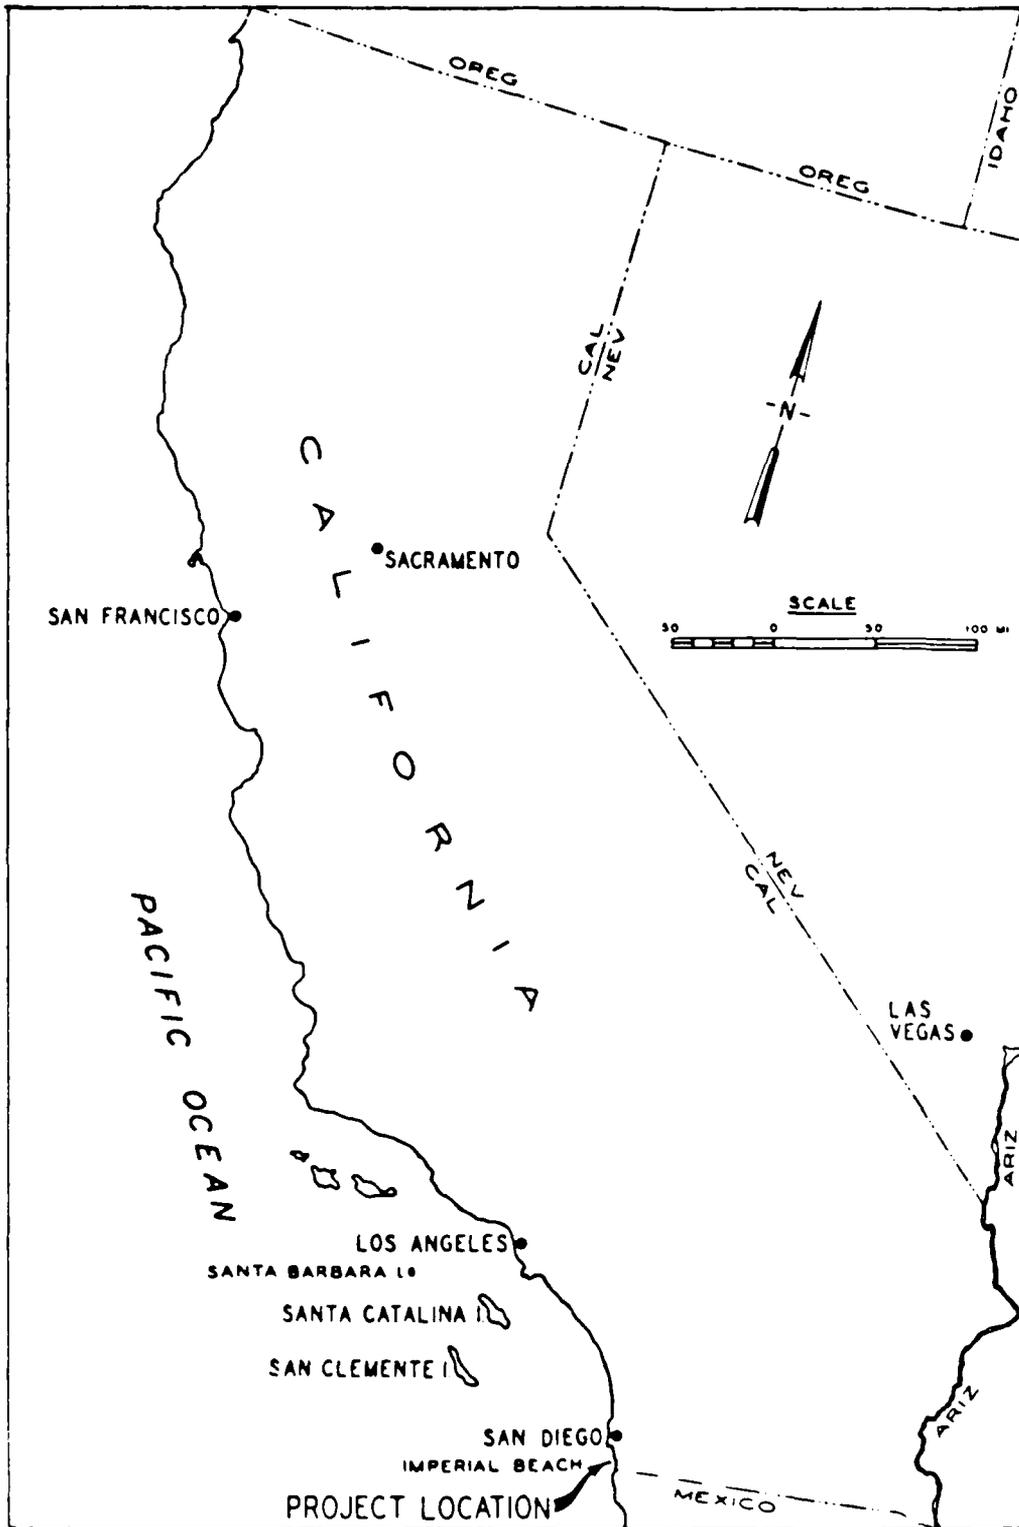 OREG
IDAHO
OREG
CAL
NEV
-N-
CALIFORNIA
SACRAMENTO
SCALE
SAN FRANCISCO
50 0 50 100 MI
NEV
CAL
PACIFIC OCEAN
LAS
VEGAS
ARIZ
LOS ANGELES
SANTA BARBARA I
SANTA CATALINA I
SAN CLEMENTE I
ARIZ
SAN DIEGO
IMPERIAL BEACH
MEXICO
PROJECT LOCATION